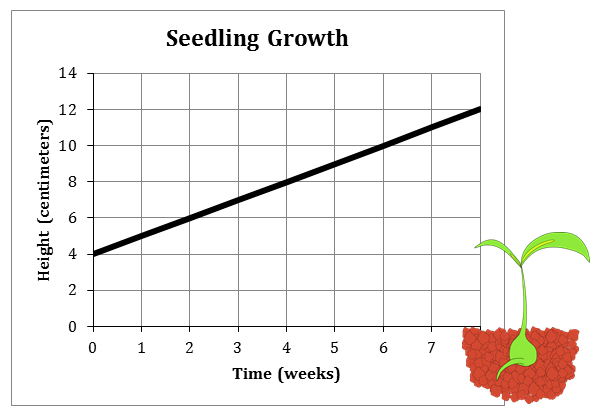 Seedling Growth
14
12
10
8
6
4
2
0
0 1 2 3 4 5 6 7
Height (centimeters)
Time (weeks)